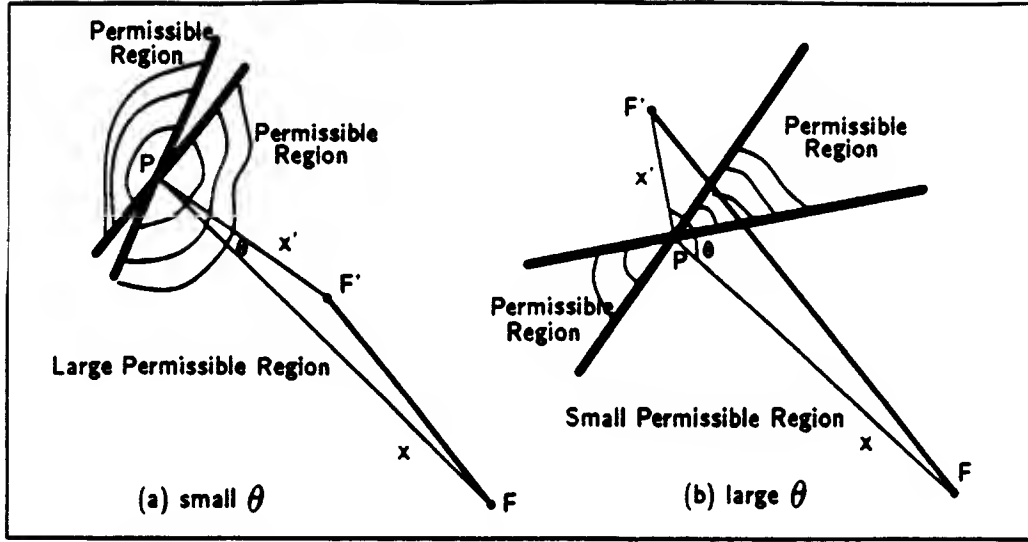 Permissible
Region
Permissible
Region
P
θ
x'
F'
Large Permissible Region
x
F
(a) small θ
F'
Permissible
Region
x'
P
θ
Permissible
Region
Small Permissible Region
x
F
(b) large θ